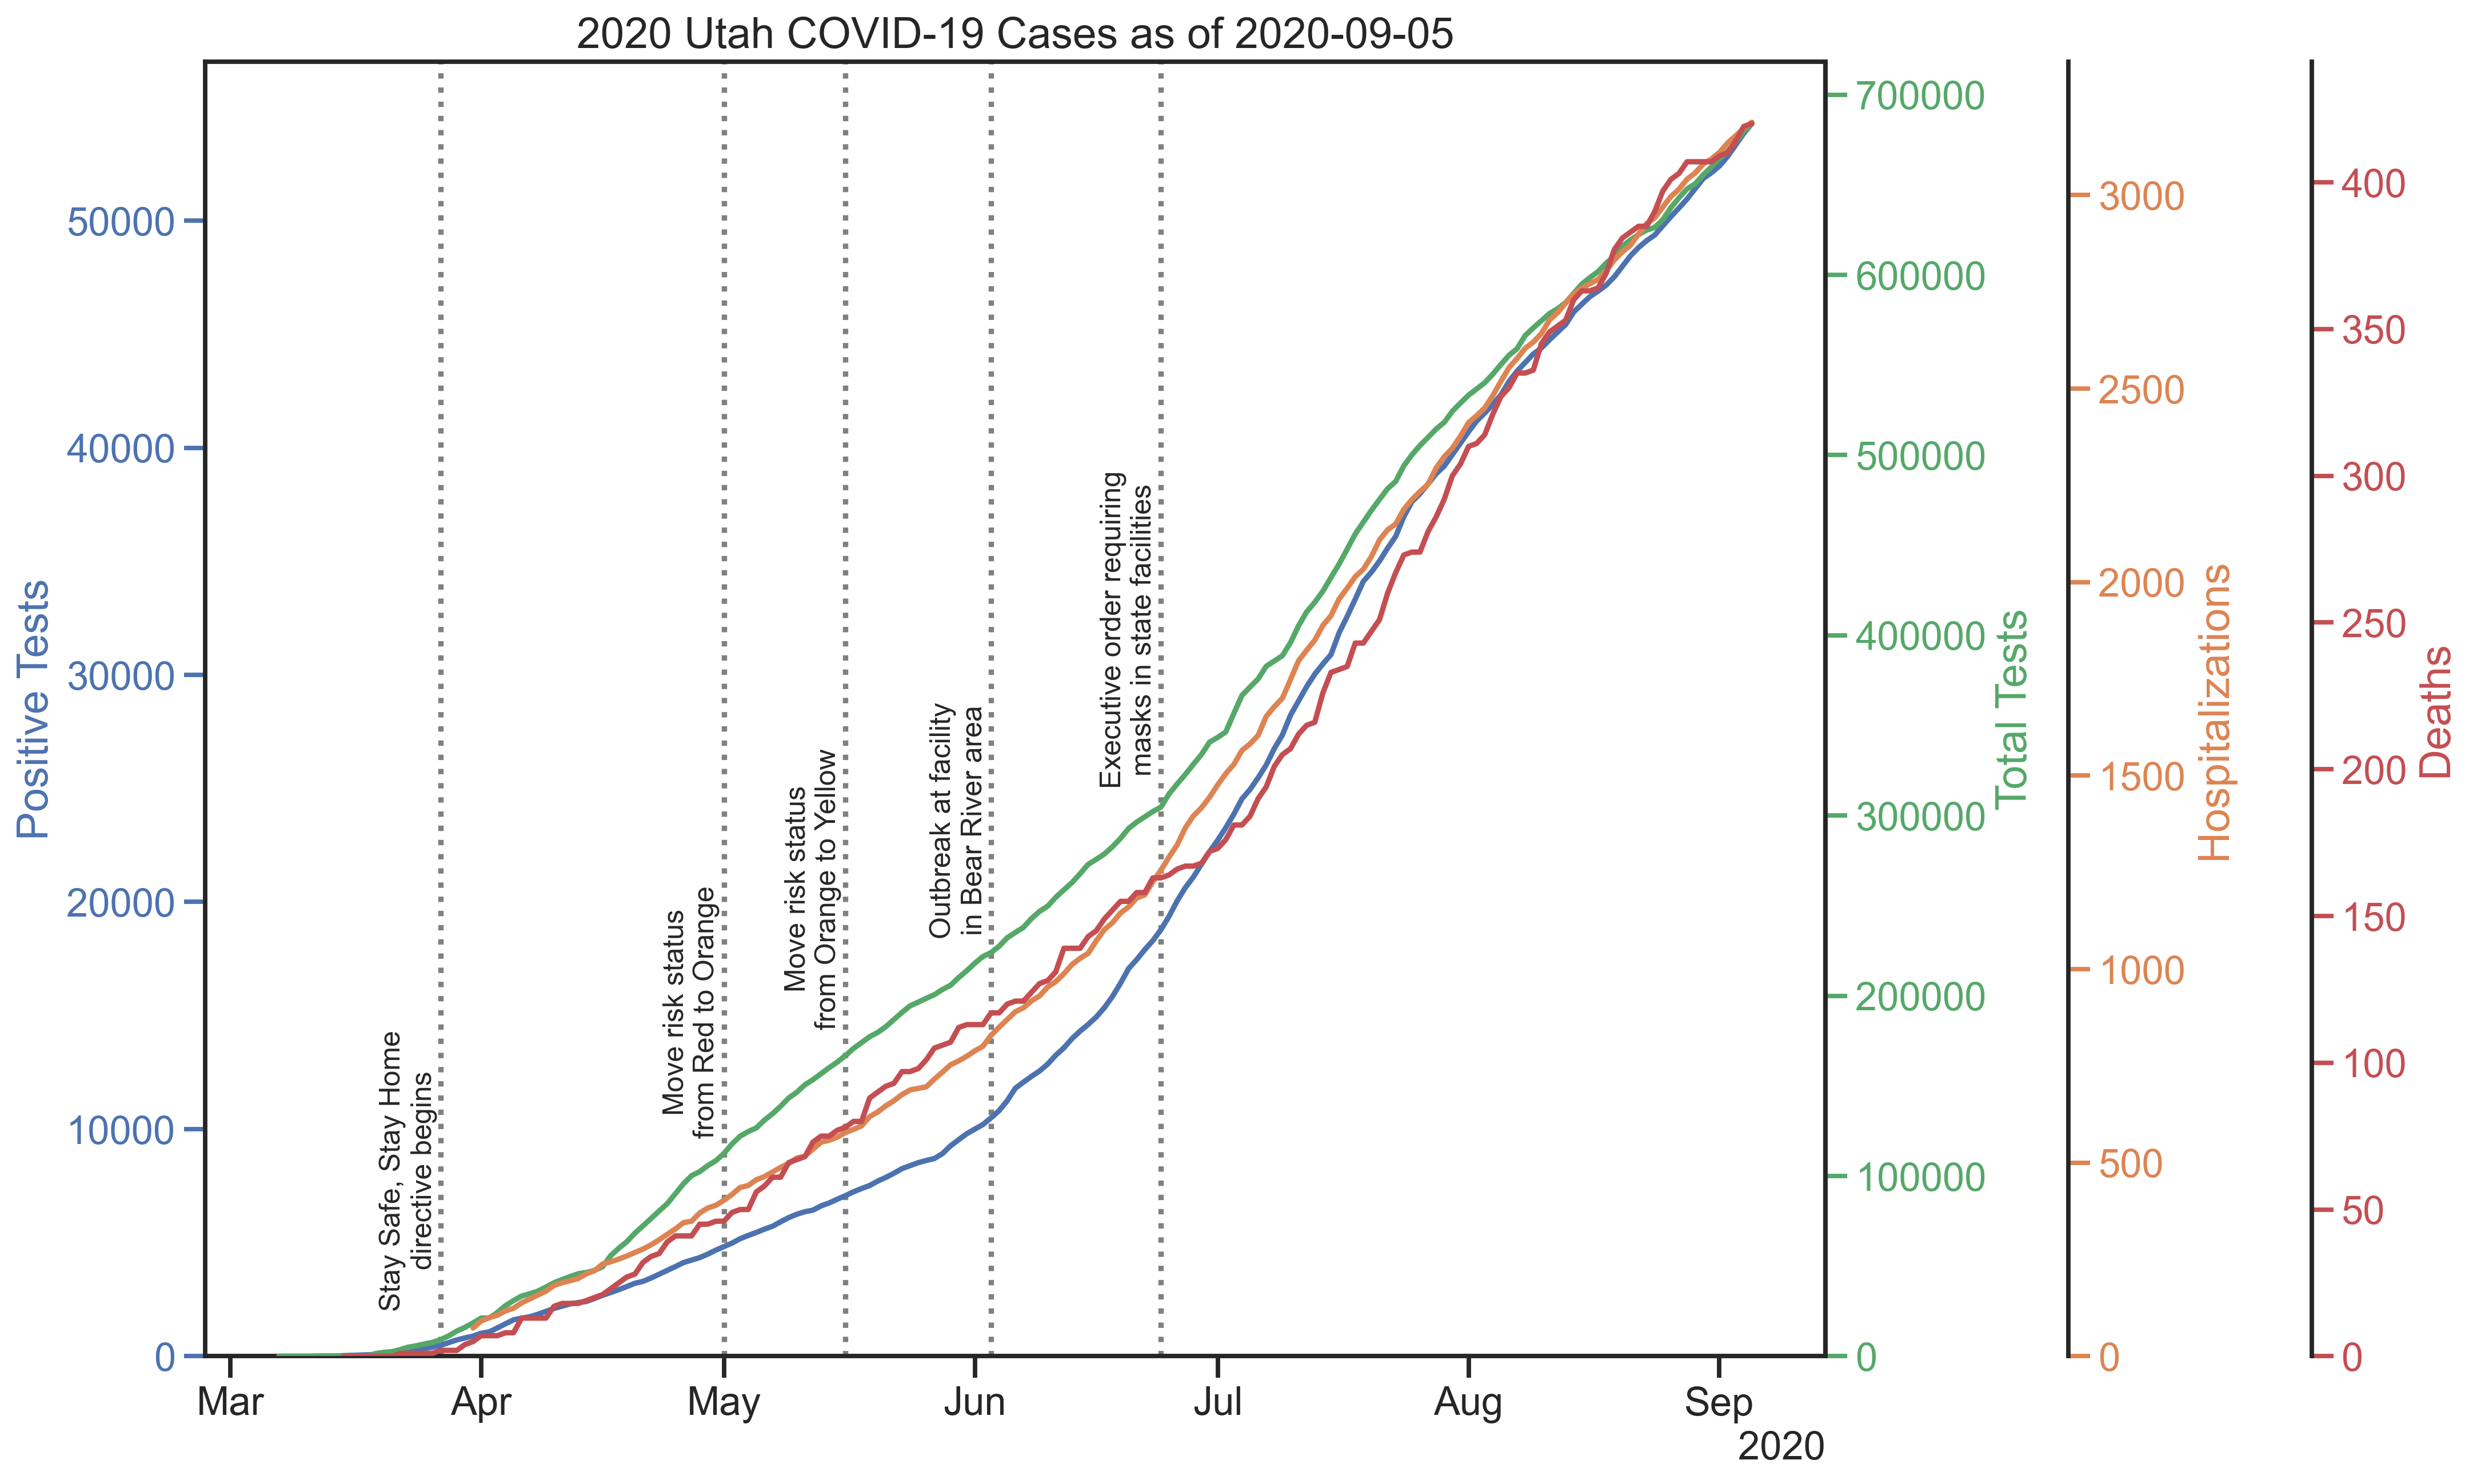 2020 Utah COVID-19 Cases as of 2020-09-05
Positive Tests
50000
40000
30000
20000
10000
0
Stay Safe, Stay Home
directive begins
Move risk status
from Red to Orange
Move risk status
from Orange to Yellow
Outbreak at facility
in Bear River area
Executive order requiring
masks in state facilities
700000
600000
500000
400000
300000
200000
100000
0
Total Tests
3000
2500
2000
1500
1000
500
0
Hospitalizations
400
350
300
250
200
150
100
50
0
Deaths
Mar Apr May Jun Jul Aug Sep
2020